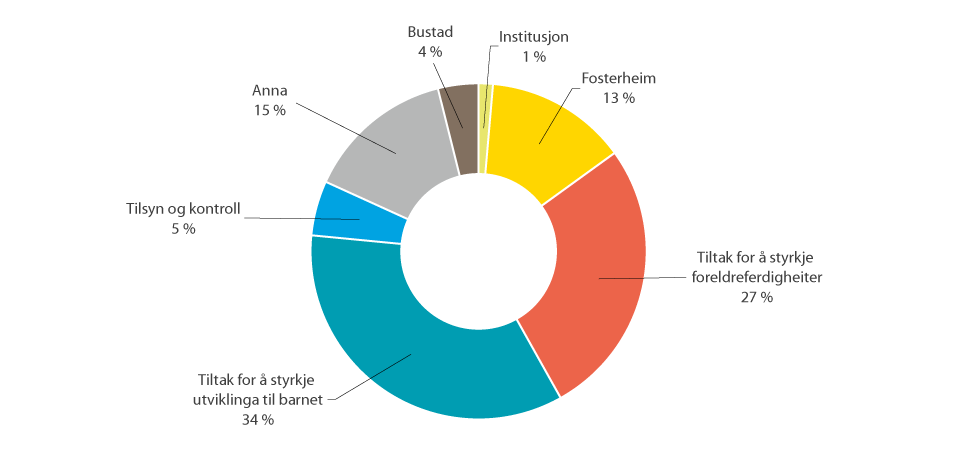 Bustad
4 %
Institusjon
1 %
Fosterheim
13 %
Anna
15 %
Tilsyn og kontroll
5 %
Tiltak for å styrkje
foreldreferdigheiter
27 %
Tiltak for å styrkje
utviklinga til barnet
34 %